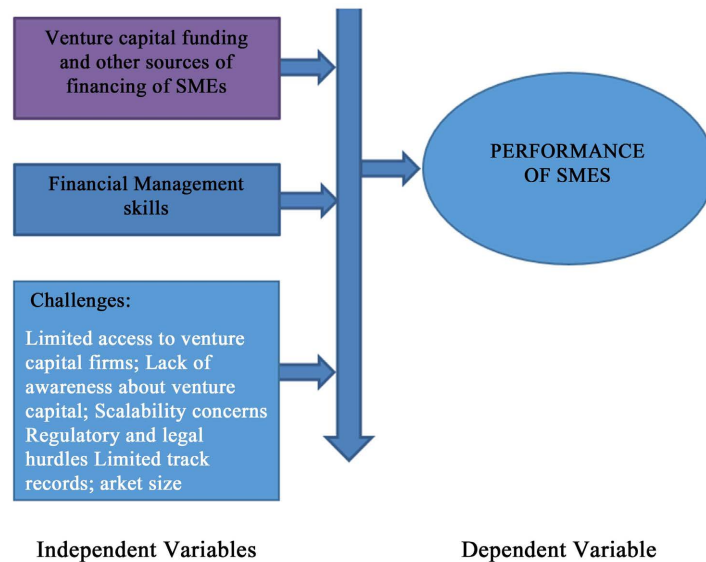 Venture capital funding
and other sources of
financing of SMEs
Financial Management
skills
Challenges:
Limited access to venture
capital firms; Lack of
awareness about venture
capital; Scalability concerns
Regulatory and legal
hurdles Limited track
records; arket size
PERFORMANCE
OF SMES
Independent Variables
Dependent Variable